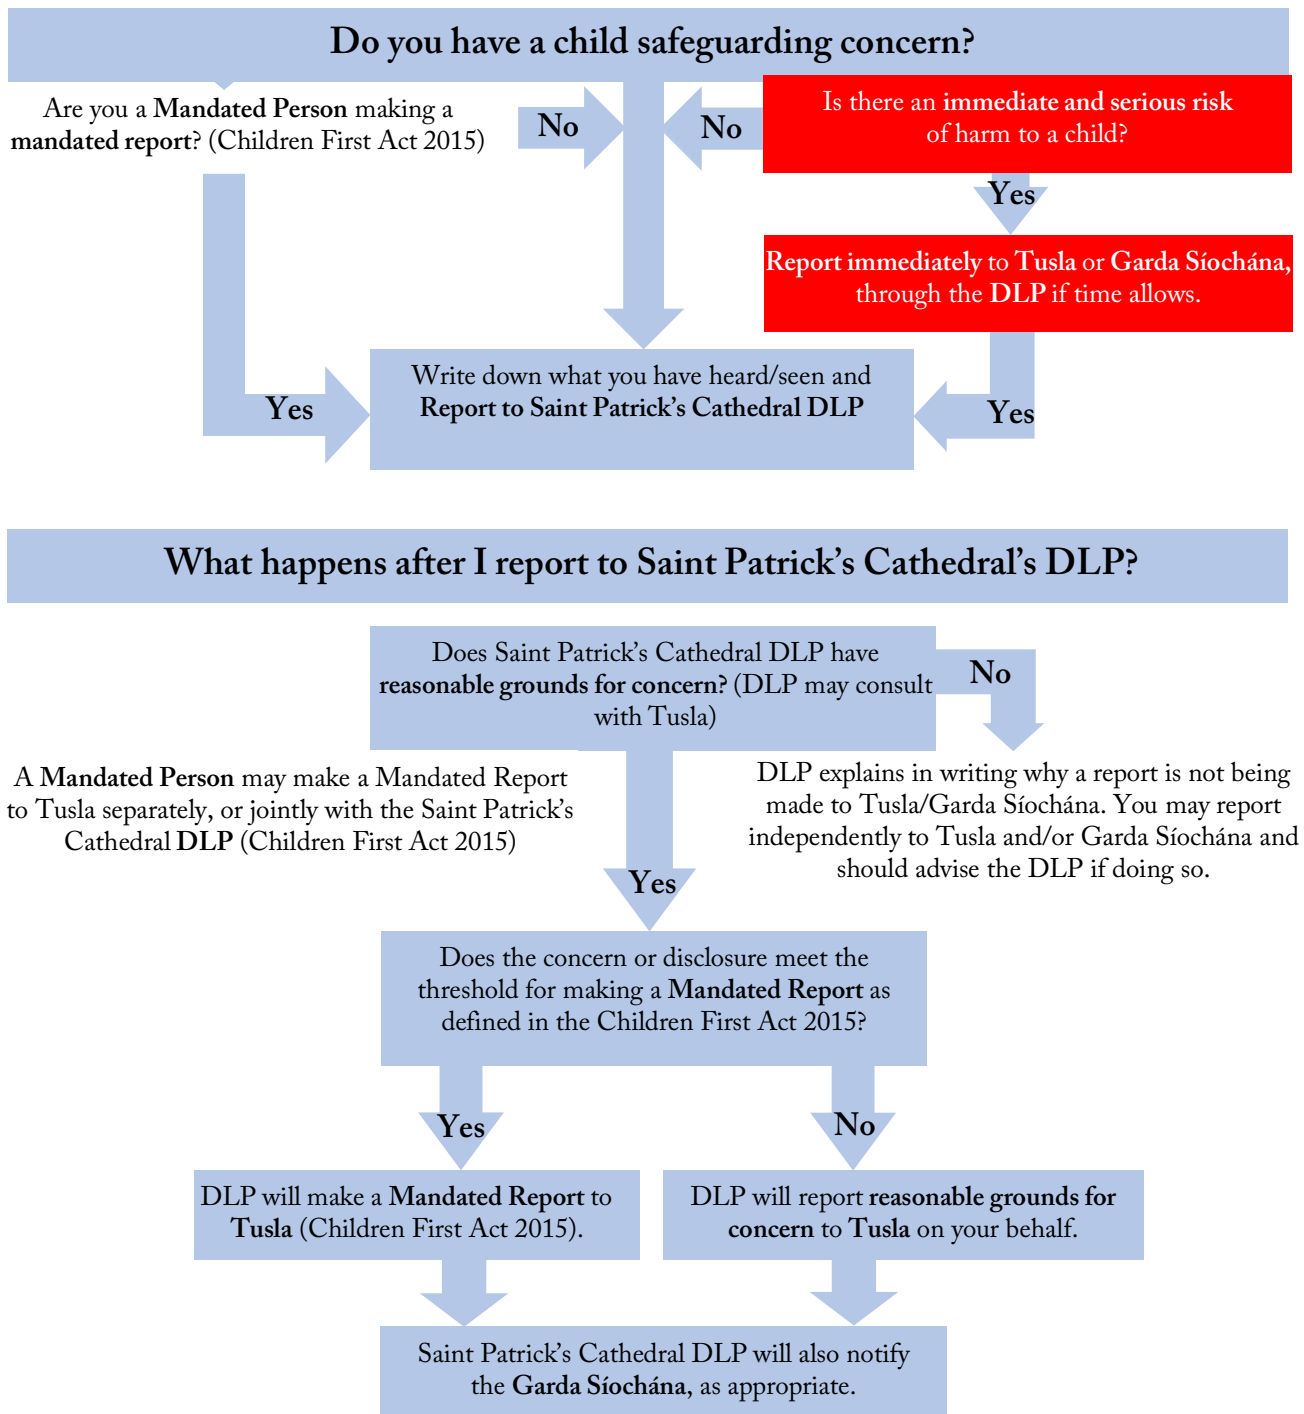 Do you have a child safeguarding concern?
Are you a Mandated Person making a
mandated report? (Children First Act 2015)
No
No
Is there an immediate and serious risk
of harm to a child?
Yes
Report immediately to Tusla or Garda Síochána,
through the DLP if time allows.
Write down what you have heard/seen and
Report to Saint Patrick’s Cathedral DLP
Yes
Yes
What happens after I report to Saint Patrick’s Cathedral’s DLP?
Does Saint Patrick’s Cathedral DLP have
reasonable grounds for concern? (DLP may consult
with Tusla)
No
A Mandated Person may make a Mandated Report
to Tusla separately, or jointly with the Saint Patrick’s
Cathedral DLP (Children First Act 2015)
DLP explains in writing why a report is not being
made to Tusla/Garda Síochána. You may report
independently to Tusla and/or Garda Síochána and
should advise the DLP if doing so.
Yes
Does the concern or disclosure meet the
threshold for making a Mandated Report as
defined in the Children First Act 2015?
Yes
No
DLP will make a Mandated Report to
Tusla (Children First Act 2015).
DLP will report reasonable grounds for
concern to Tusla on your behalf.
Saint Patrick’s Cathedral DLP will also notify
the Garda Síochána, as appropriate.